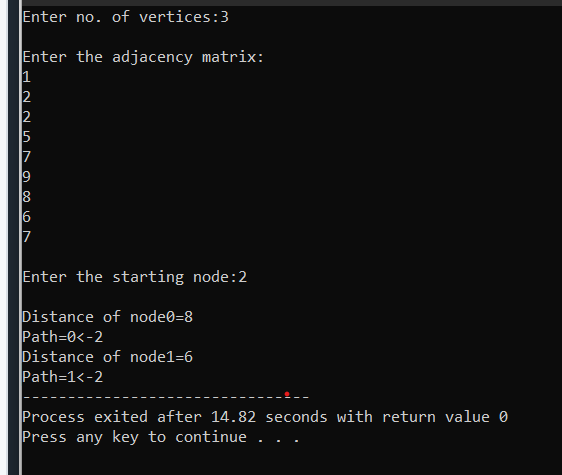 Enter no. of vertices:3
Enter the adjacency matrix:
1
2
2
5
7
9
8
6
7
Enter the starting node:2
Distance of node0=8
Path=0<-2
Distance of node1=6
Path=1<-2
--------------------------------
Process exited after 14.82 seconds with return value 0
Press any key to continue . . .